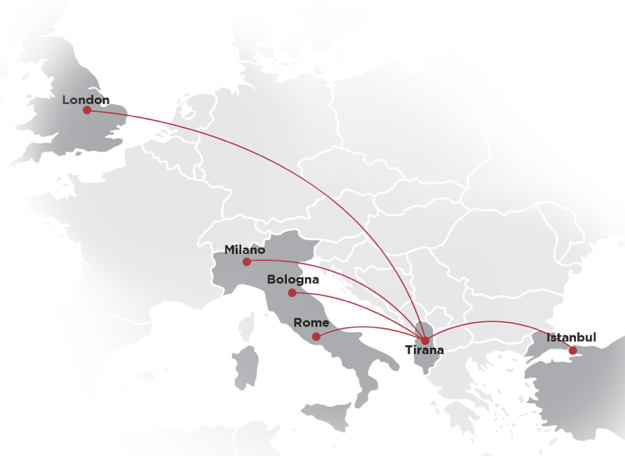 London
Milano
Bologna
Rome
Tirana
Istanbul